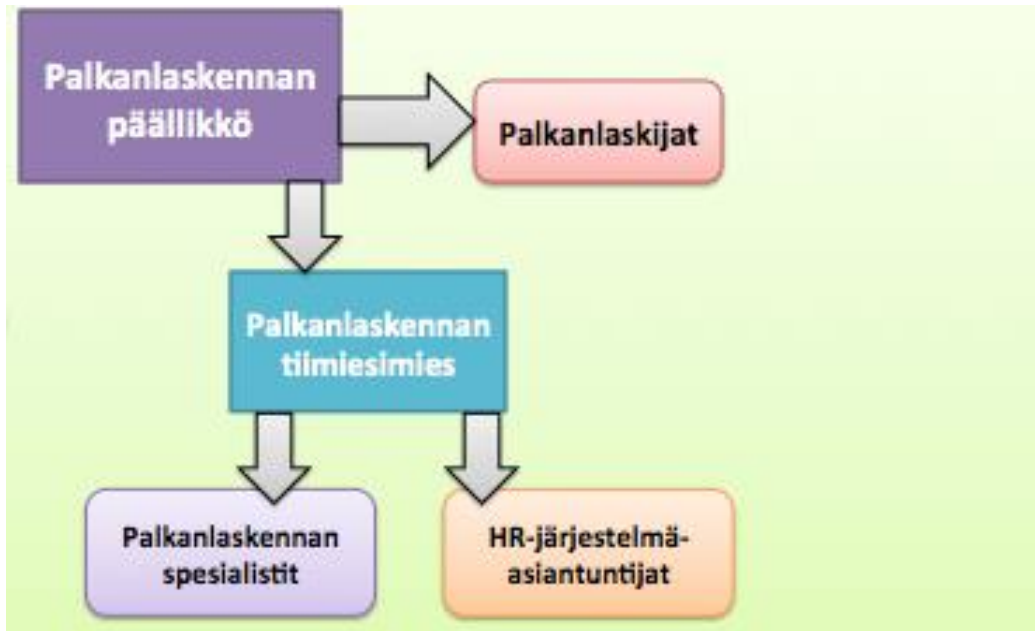 Palkanlaskennan
päällikkö
Palkanlaskijat
Palkanlaskennan
tiimiesimies
Palkanlaskennan
spesialistit
HR-järjestelmä-
asiantuntijat